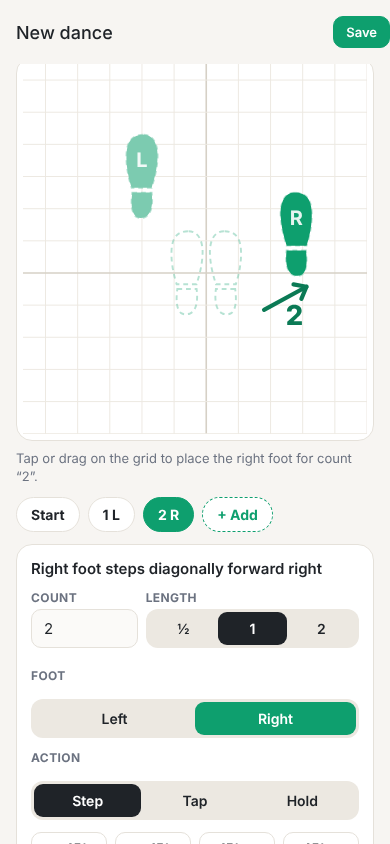 New dance
Save
L
R
2
Tap or drag on the grid to place the right foot for count
“2”.
Start
1 L
2 R
+ Add
Right foot steps diagonally forward right
COUNT
LENGTH
2
½
1
2
FOOT
Left
Right
ACTION
Step
Tap
Hold